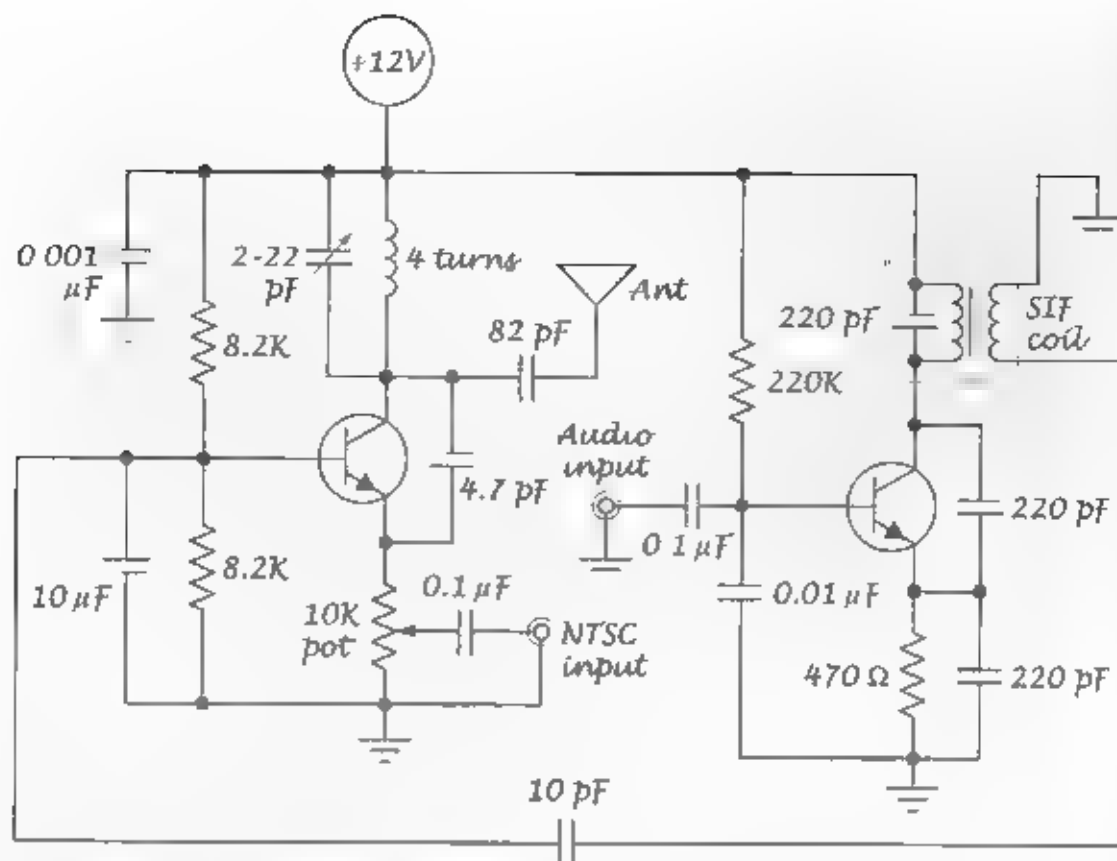 +12V
0 001
μF
2-22
pF
4 turns
Ant
8.2K
82 pF
220 pF
SIF
coil
220K
Audio
input
4.7 pF
0 1 μF
220 pF
10 μF
8.2K
10K
pot
0.1 μF
NTSC
input
0.01 μF
470 Ω
220 pF
10 pF